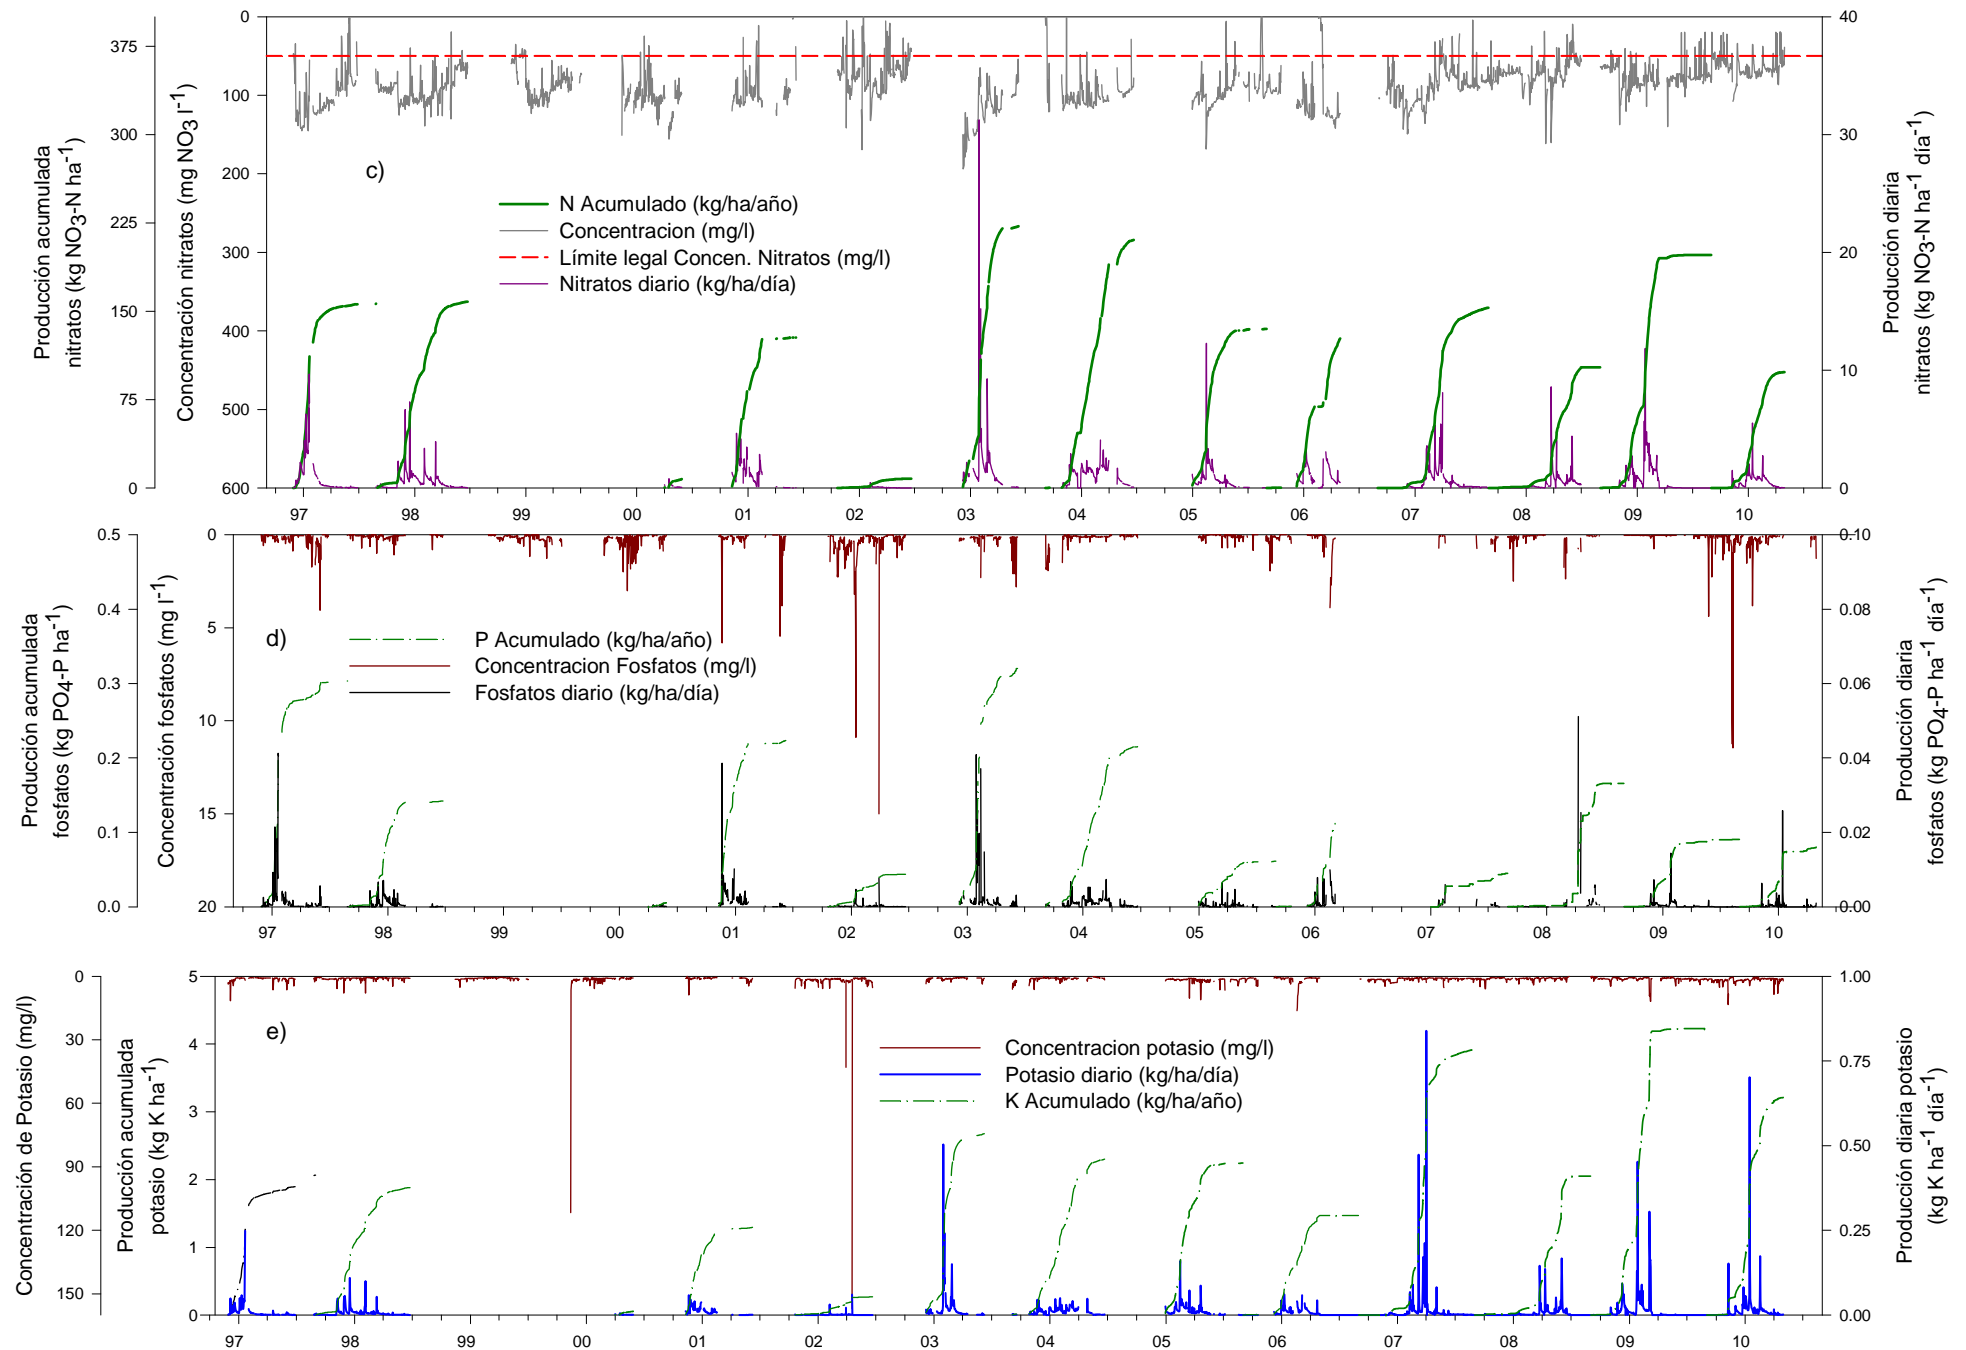 Producción acumulada
nitratos (kg NO3-N ha-1)
375
300
225
150
75
0
Concentración nitratos (mg NO3 l-1)
0
100
200
300
400
500
600
c)
N Acumulado (kg/ha/año)
Concentracion (mg/l)
Límite legal Concen. Nitratos (mg/l)
Nitratos diario (kg/ha/día)
40
30
20
10
0
Producción diaria
nitratos (kg NO3-N ha-1 día-1)
97 98 99 00 01 02 03 04 05 06 07 08 09 10
Producción acumulada
fosfatos (kg PO4-P ha-1)
0.5
0.4
0.3
0.2
0.1
0.0
Concentración fosfatos (mg l-1)
0
5
10
15
20
d)
P Acumulado (kg/ha/año)
Concentracion Fosfatos (mg/l)
Fosfatos diario (kg/ha/día)
0.10
0.08
0.06
0.04
0.02
0.00
Producción diaria
fosfatos (kg PO4-P ha-1 día-1)
97 98 99 00 01 02 03 04 05 06 07 08 09 10
Concentración de Potasio (mg/l)
0
30
60
90
120
150
Producción acumulada
potasio (kg K ha-1)
5
4
3
2
1
0
e)
Concentracion potasio (mg/l)
Potasio diario (kg/ha/día)
K Acumulado (kg/ha/año)
1.00
0.75
0.50
0.25
0.00
Producción diaria potasio
(kg K ha-1 día-1)
97 98 99 00 01 02 03 04 05 06 07 08 09 10